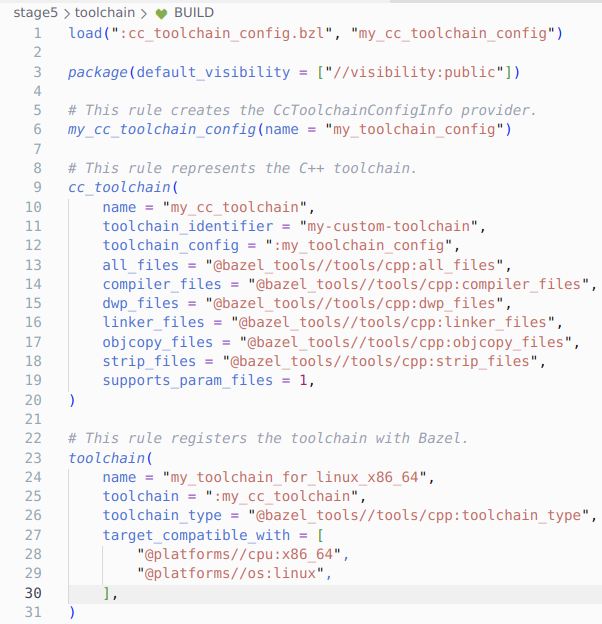 stage5 > toolchain > BUILD
1 load(":cc_toolchain_config.bzl", "my_cc_toolchain_config")
2
3 package(default_visibility = ["//visibility:public"])
4
5 # This rule creates the CcToolchainConfigInfo provider.
6 my_cc_toolchain_config(name = "my_toolchain_config")
7
8 # This rule represents the C++ toolchain.
9 cc_toolchain(
10     name = "my_cc_toolchain",
11     toolchain_identifier = "my-custom-toolchain",
12     toolchain_config = ":my_toolchain_config",
13     all_files = "@bazel_tools//tools/cpp:all_files",
14     compiler_files = "@bazel_tools//tools/cpp:compiler_files",
15     dwp_files = "@bazel_tools//tools/cpp:dwp_files",
16     linker_files = "@bazel_tools//tools/cpp:linker_files",
17     objcopy_files = "@bazel_tools//tools/cpp:objcopy_files",
18     strip_files = "@bazel_tools//tools/cpp:strip_files",
19     supports_param_files = 1,
20 )
21
22 # This rule registers the toolchain with Bazel.
23 toolchain(
24     name = "my_toolchain_for_linux_x86_64",
25     toolchain = ":my_cc_toolchain",
26     toolchain_type = "@bazel_tools//tools/cpp:toolchain_type",
27     target_compatible_with = [
28         "@platforms//cpu:x86_64",
29         "@platforms//os:linux",
30     ],
31 )